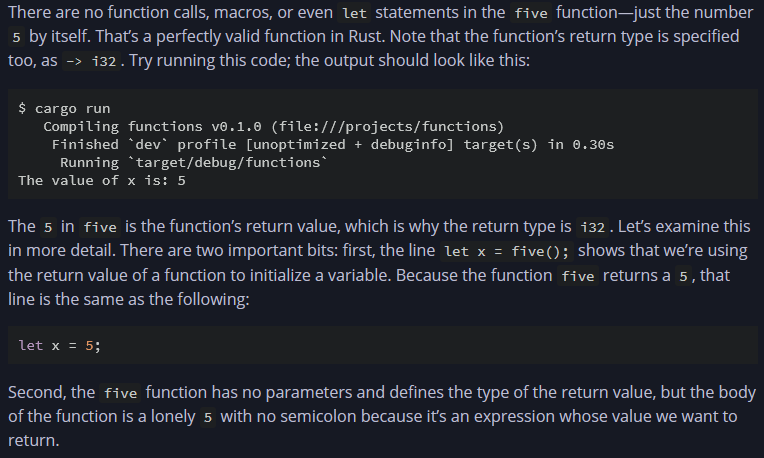 There are no function calls, macros, or even let statements in the five function—just the number
5 by itself. That’s a perfectly valid function in Rust. Note that the function’s return type is specified
too, as -> i32. Try running this code; the output should look like this:
$ cargo run
   Compiling functions v0.1.0 (file:///projects/functions)
    Finished `dev` profile [unoptimized + debuginfo] target(s) in 0.30s
     Running `target/debug/functions`
The value of x is: 5
The 5 in five is the function’s return value, which is why the return type is i32. Let’s examine this
in more detail. There are two important bits: first, the line let x = five(); shows that we’re using
the return value of a function to initialize a variable. Because the function five returns a 5, that
line is the same as the following:
let x = 5;
Second, the five function has no parameters and defines the type of the return value, but the body
of the function is a lonely 5 with no semicolon because it’s an expression whose value we want to
return.